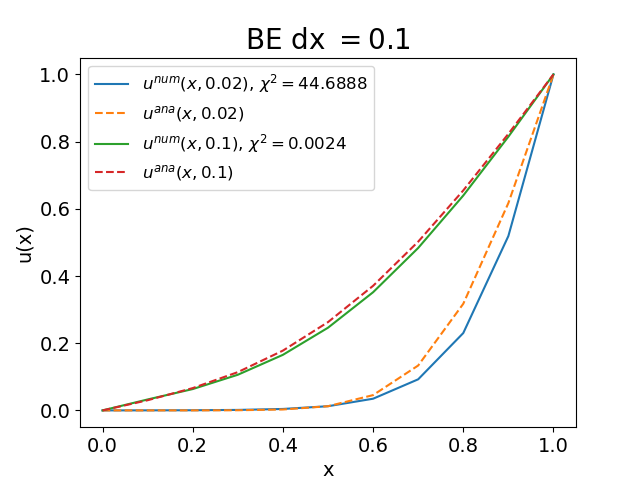 BE dx = 0.1
u^{num}(x, 0.02), χ² = 44.6888
u^{ana}(x, 0.02)
u^{num}(x, 0.1), χ² = 0.0024
u^{ana}(x, 0.1)
1.0
0.8
0.6
0.4
0.2
0.0
u(x)
0.0 0.2 0.4 0.6 0.8 1.0
x